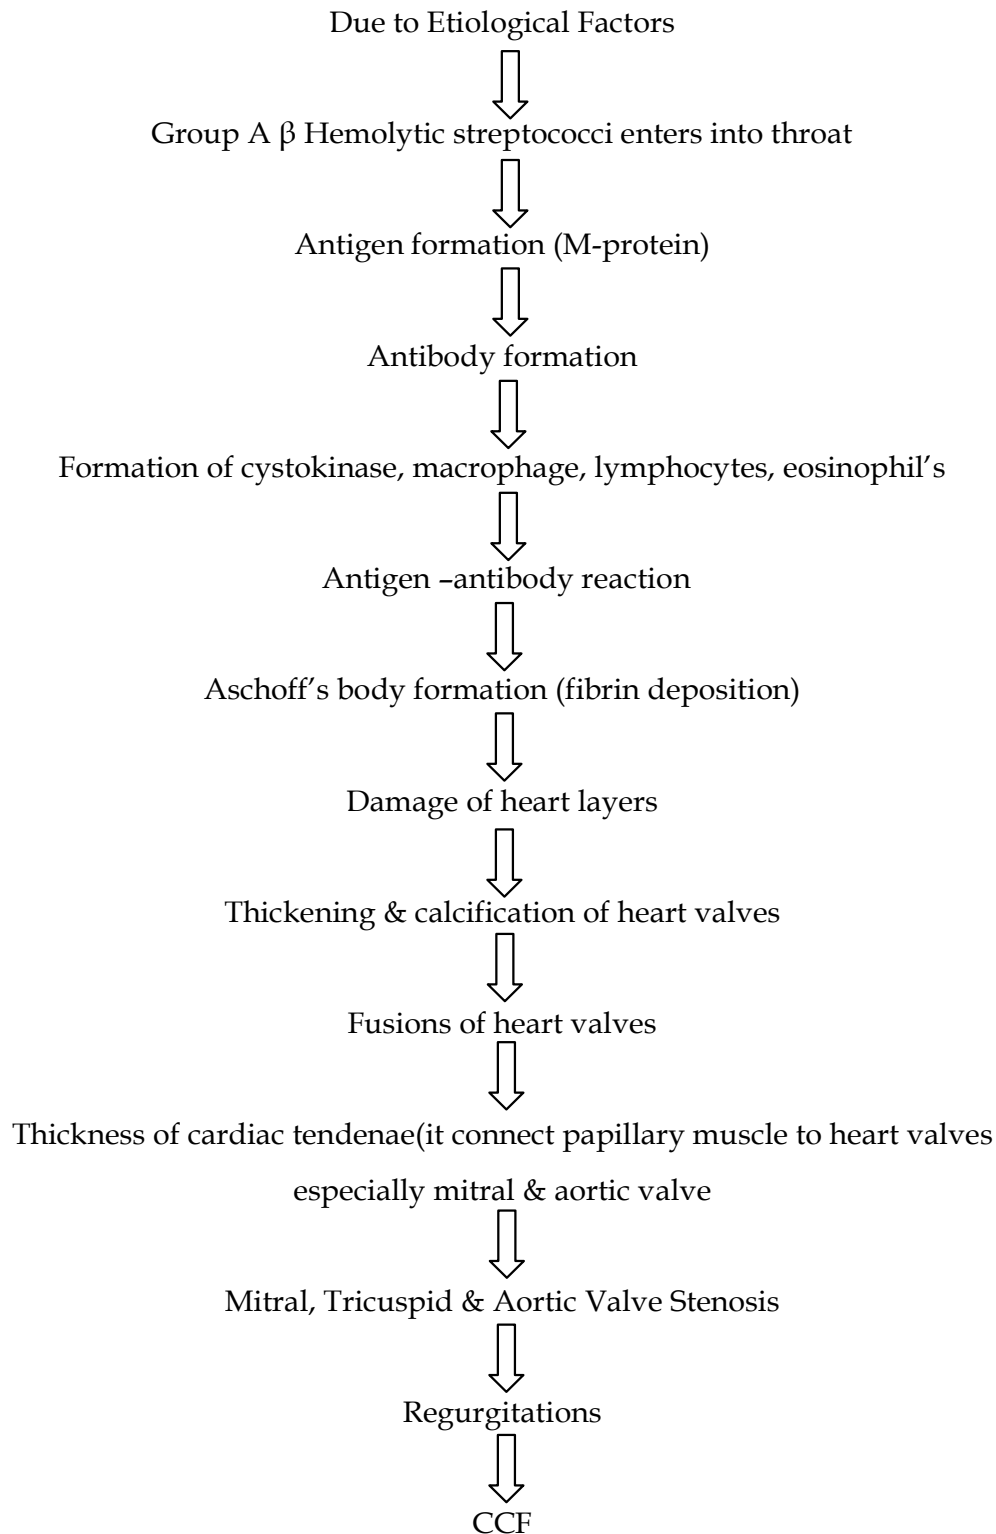 Due to Etiological Factors
Group A β Hemolytic streptococci enters into throat
Antigen formation (M-protein)
Antibody formation
Formation of cystokinase, macrophage, lymphocytes, eosinophil’s
Antigen –antibody reaction
Aschoff’s body formation (fibrin deposition)
Damage of heart layers
Thickening & calcification of heart valves
Fusions of heart valves
Thickness of cardiac tendenae(it connect papillary muscle to heart valves
especially mitral & aortic valve
Mitral, Tricuspid & Aortic Valve Stenosis
Regurgitations
CCF